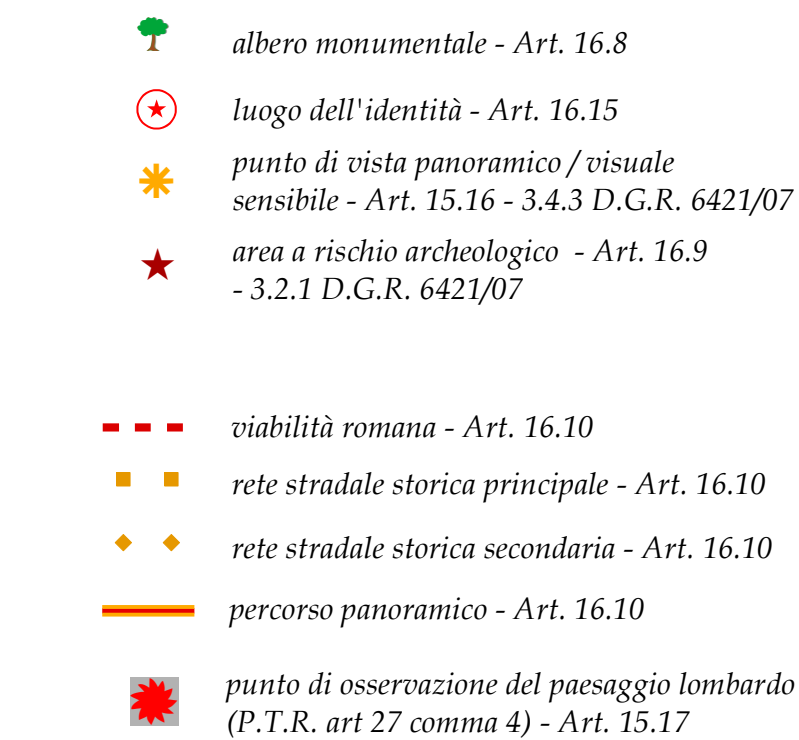 albero monumentale - Art. 16.8
luogo dell'identità - Art. 16.15
punto di vista panoramico / visuale
sensibile - Art. 15.16 - 3.4.3 D.G.R. 6421/07
area a rischio archeologico - Art. 16.9
- 3.2.1 D.G.R. 6421/07
viabilità romana - Art. 16.10
rete stradale storica principale - Art. 16.10
rete stradale storica secondaria - Art. 16.10
percorso panoramico - Art. 16.10
punto di osservazione del paesaggio lombardo
(P.T.R. art 27 comma 4) - Art. 15.17